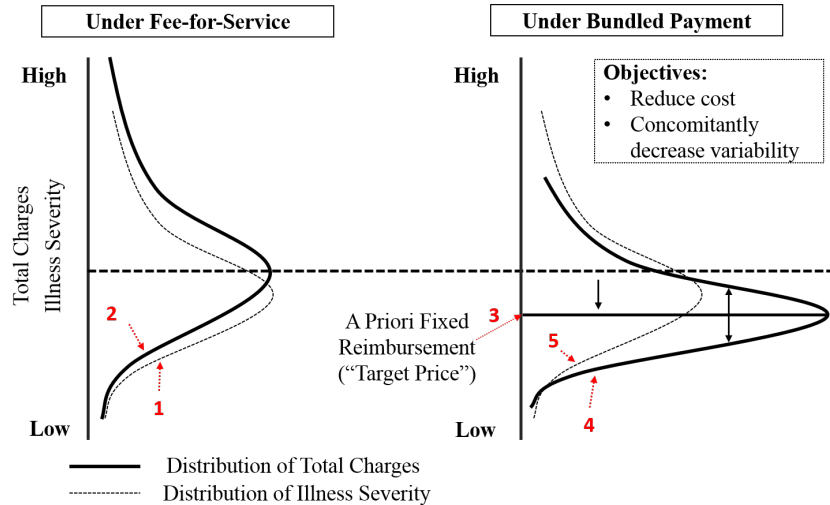 Under Fee-for-Service
Under Bundled Payment
High
High
Objectives:
• Reduce cost
• Concomitantly
decrease variability
Total Charges
Illness Severity
2
1
A Priori Fixed
Reimbursement
(“Target Price”)
3
5
4
Low
Low
Distribution of Total Charges
Distribution of Illness Severity